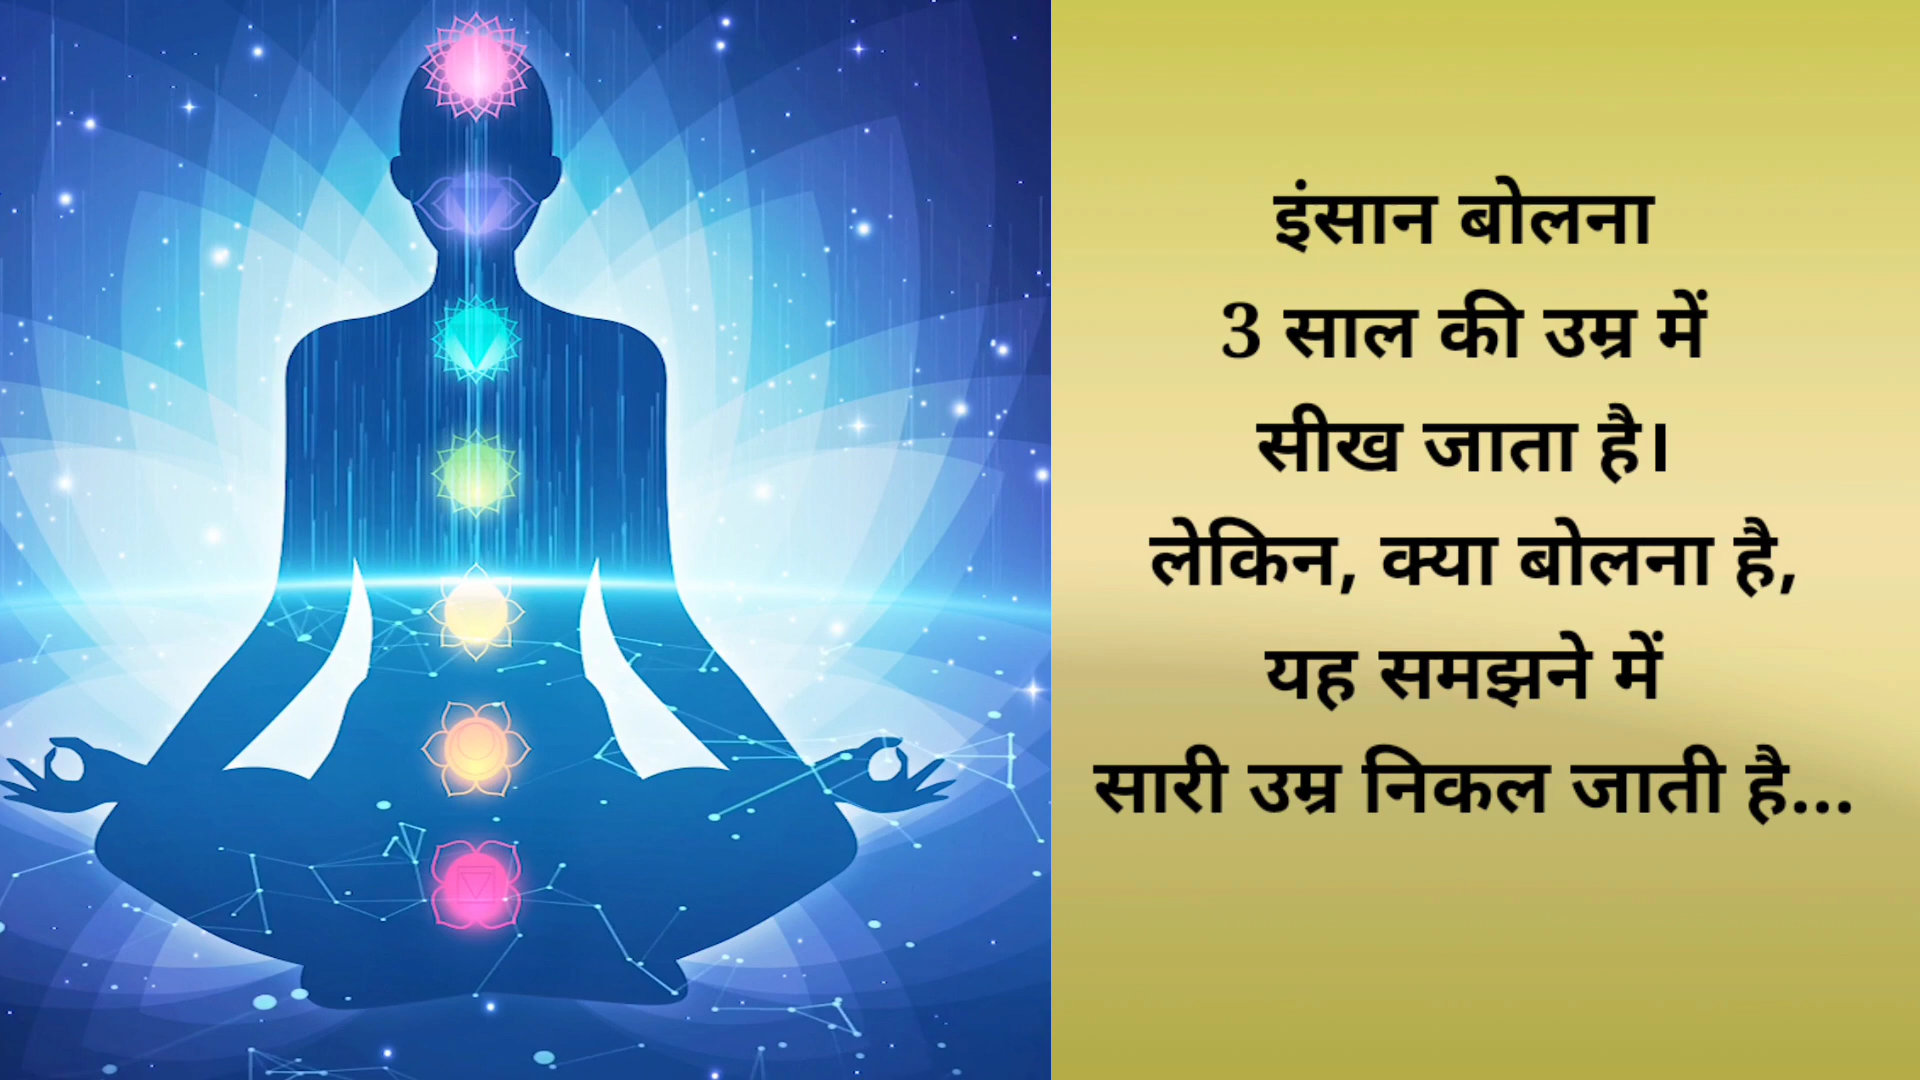 इंसान बोलना
3 साल की उम्र में
सीख जाता है।
लेकिन, क्या बोलना है,
यह समझने में
सारी उम्र निकल जाती है...